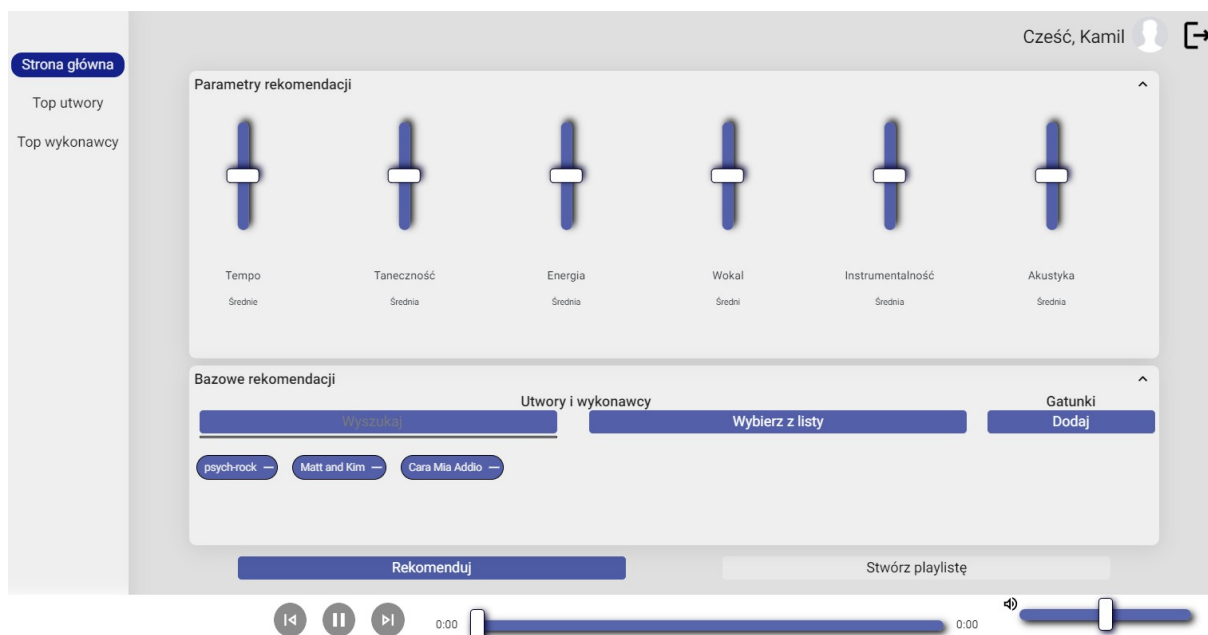 Cześć, Kamil
Strona główna
Top utwory
Top wykonawcy
Parametry rekomendacji
Tempo Taneczność Energia Wokal Instrumentalność Akustyka
Średnie Średnia Średnia Średni Średnia Średnia
Bazowe rekomendacji
Utwory i wykonawcy Gatunki
Wyszukaj Wybierz z listy Dodaj
psych-rock Matt and Kim Cara Mia Addio
Rekomenduj Stwórz playlistę
0:00 0:00